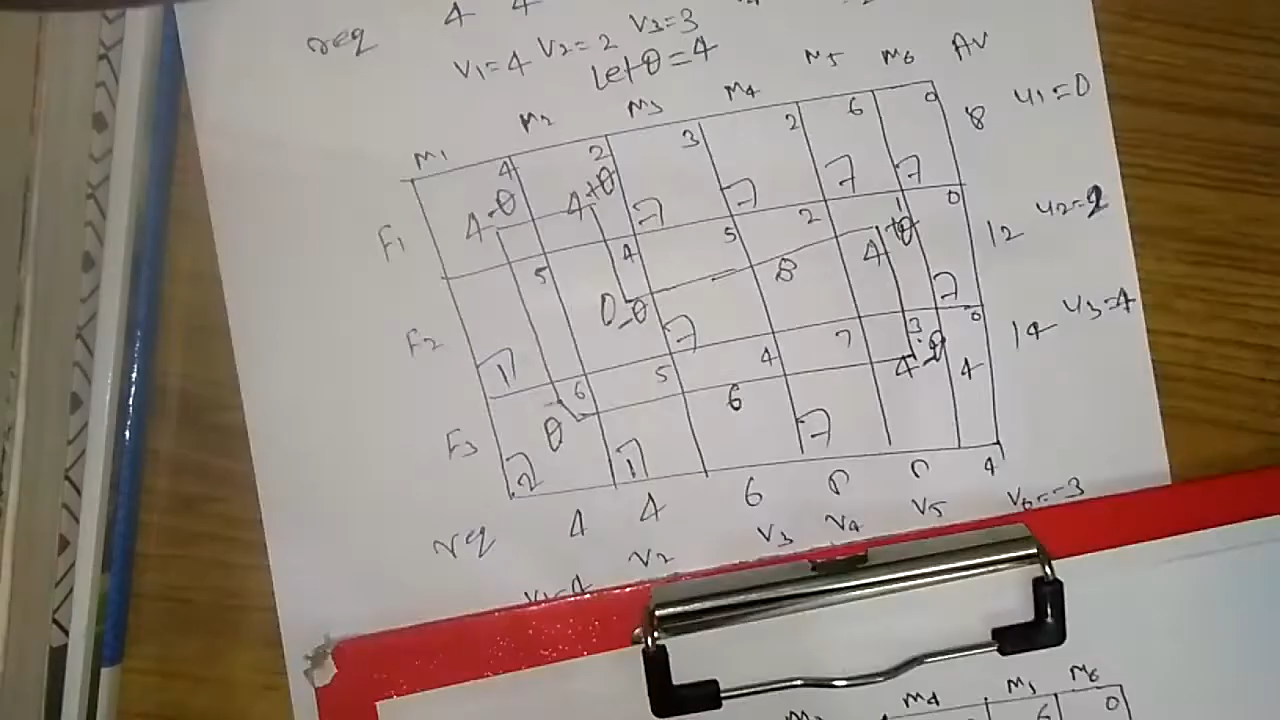 req 4 4
V1=4 V2=2 V3=3
Let θ=4
M1 M2 M3 M4 M5 M6 AV
4 2 3 2 6 0
F1 4-θ 4+θ 7 7 7 7 8 U1=0
5 4 5 2 1 0
F2 7 0-θ 7 8 4+θ 7 12 U2=2
6 5 4 7 3 0
F3 2 θ 7 6 7 4-θ 4 14 U3=4
req 4 4 6 8 8 4
V1=4 V2 V3 V4 V5 V6=-3
M4 M5 M6
6 0